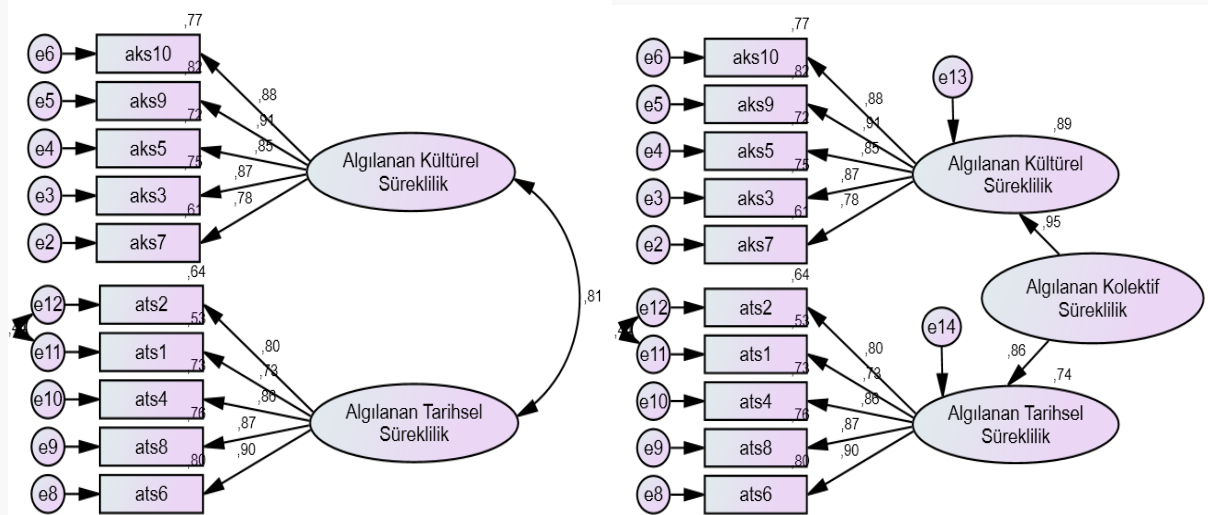 ,77
e6 aks10
,82
,88
e5 aks9
,72
,91
e4 aks5
,85
,75
e3 aks3
,87
,61
,78
e2 aks7
Algılanan Kültürel
Süreklilik
,64
e12 ats2
,53
e11 ats1
,80
,73
,73
e10 ats4
,86
,76
e9 ats8
,87
,80
,90
e8 ats6
Algılanan Tarihsel
Süreklilik
,81
,77
e6 aks10
,82
,88
e5 aks9
,72
,91
e4 aks5
,85
,75
e3 aks3
,87
,61
,78
e2 aks7
e13
,89
Algılanan Kültürel
Süreklilik
,95
Algılanan Kolektif
Süreklilik
,64
e12 ats2
,53
e11 ats1
,80
,73
,73
e10 ats4
,86
,76
e9 ats8
,87
,80
,90
e8 ats6
e14
,86
,74
Algılanan Tarihsel
Süreklilik